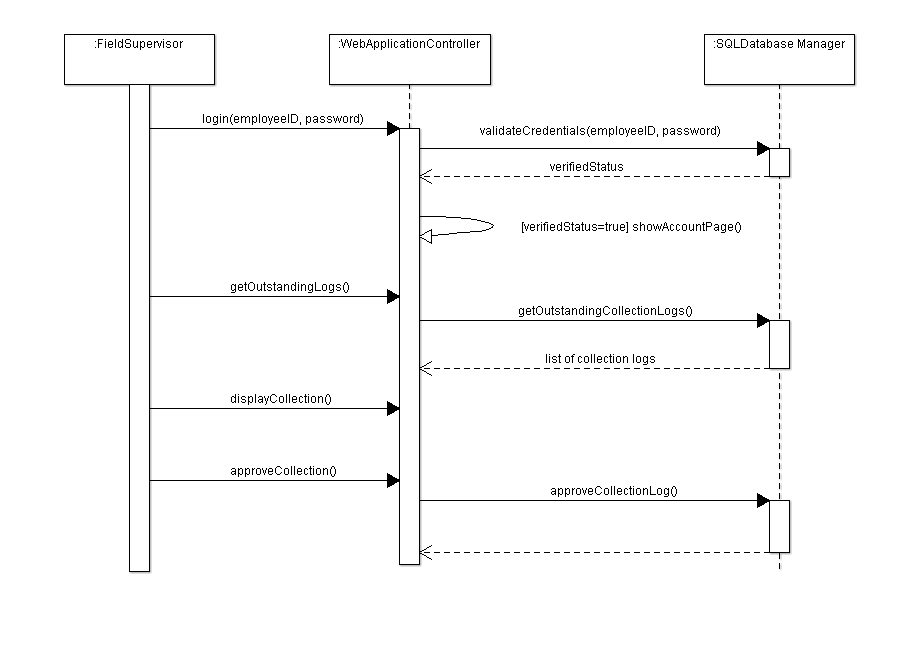 :FieldSupervisor
:WebApplicationController
:SQLDatabase Manager
login(employeeID, password)
validateCredentials(employeeID, password)
verifiedStatus
[verifiedStatus=true] showAccountPage()
getOutstandingLogs()
getOutstandingCollectionLogs()
list of collection logs
displayCollection()
approveCollection()
approveCollectionLog()